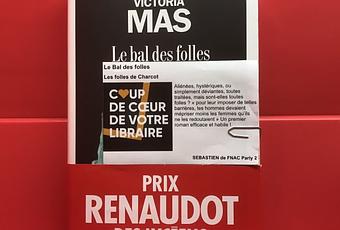 VICTORIA
MAS
Le bal des folles
Le Bal des folles
Les folles de Charcot
COUP
DE CŒUR
DE VOTRE
LIBRAIRE
Aliénées, hystériques, ou
simplement déviantes, toutes
traitées, mais sont-elles toutes
folles ? « pour leur imposer de telles
barrières, les hommes devaient
mépriser moins les femmes qu'ils
ne les redoutaient » Un premier
roman efficace et habile !
SEBASTIEN de FNAC Parly 2
PRIX
RENAUDOT
DES LYCÉENS